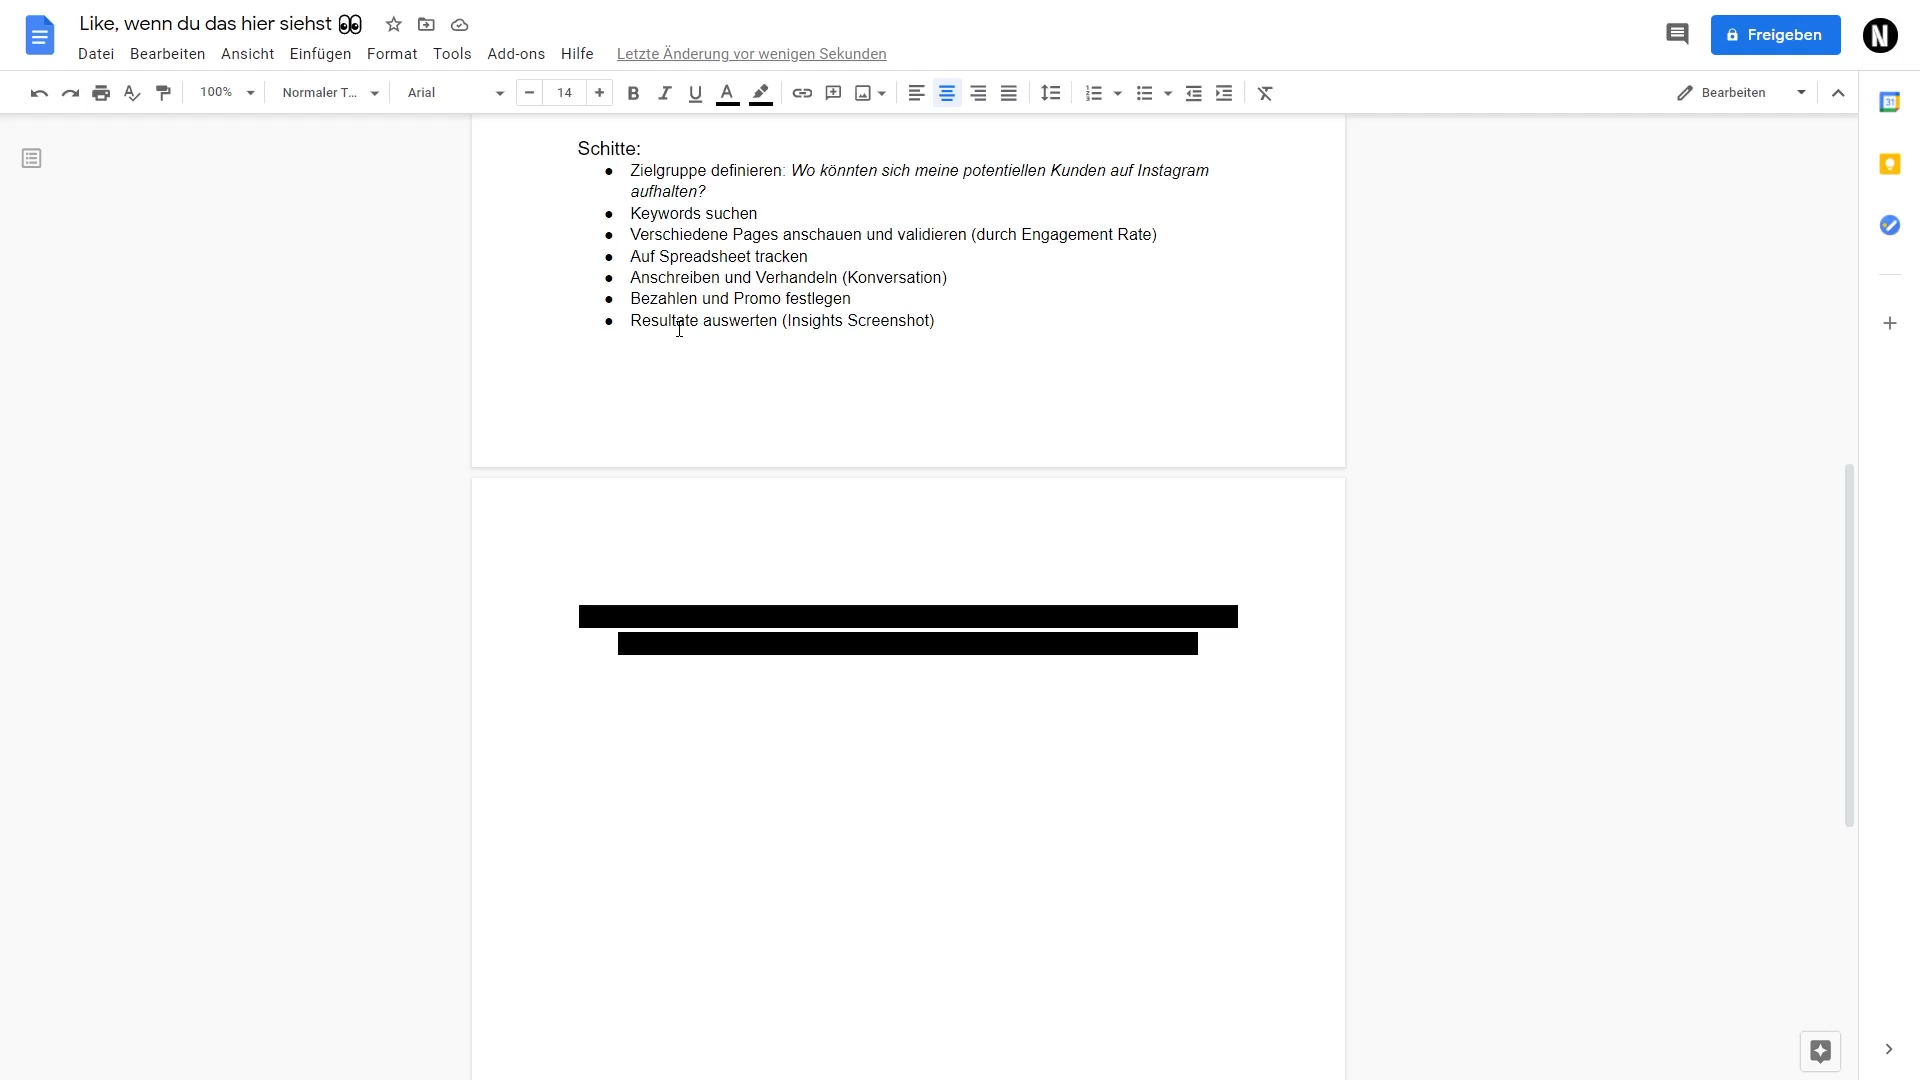 Like, wenn du das hier siehst 👀
Datei Bearbeiten Ansicht Einfügen Format Tools Add-ons Hilfe Letzte Änderung vor wenigen Sekunden
Freigeben
N
100% Normaler T... Arial 14 B I U A Bearbeiten
31
Schitte:
● Zielgruppe definieren: Wo könnten sich meine potentiellen Kunden auf Instagram
aufhalten?
● Keywords suchen
● Verschiedene Pages anschauen und validieren (durch Engagement Rate)
● Auf Spreadsheet tracken
● Anschreiben und Verhandeln (Konversation)
● Bezahlen und Promo festlegen
● Resultate auswerten (Insights Screenshot)